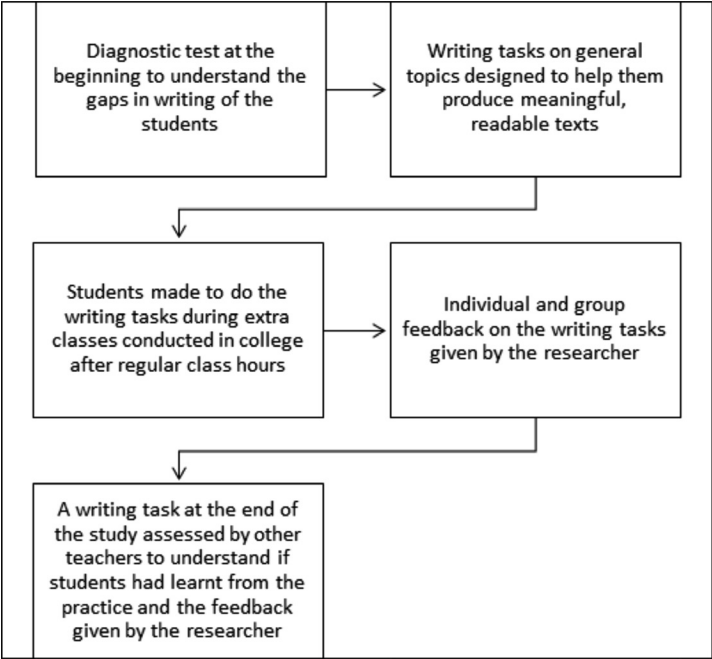 Diagnostic test at the
beginning to understand the
gaps in writing of the
students
Writing tasks on general
topics designed to help them
produce meaningful,
readable texts
Students made to do the
writing tasks during extra
classes conducted in college
after regular class hours
Individual and group
feedback on the writing tasks
given by the researcher
A writing task at the end of
the study assessed by other
teachers to understand if
students had learnt from the
practice and the feedback
given by the researcher